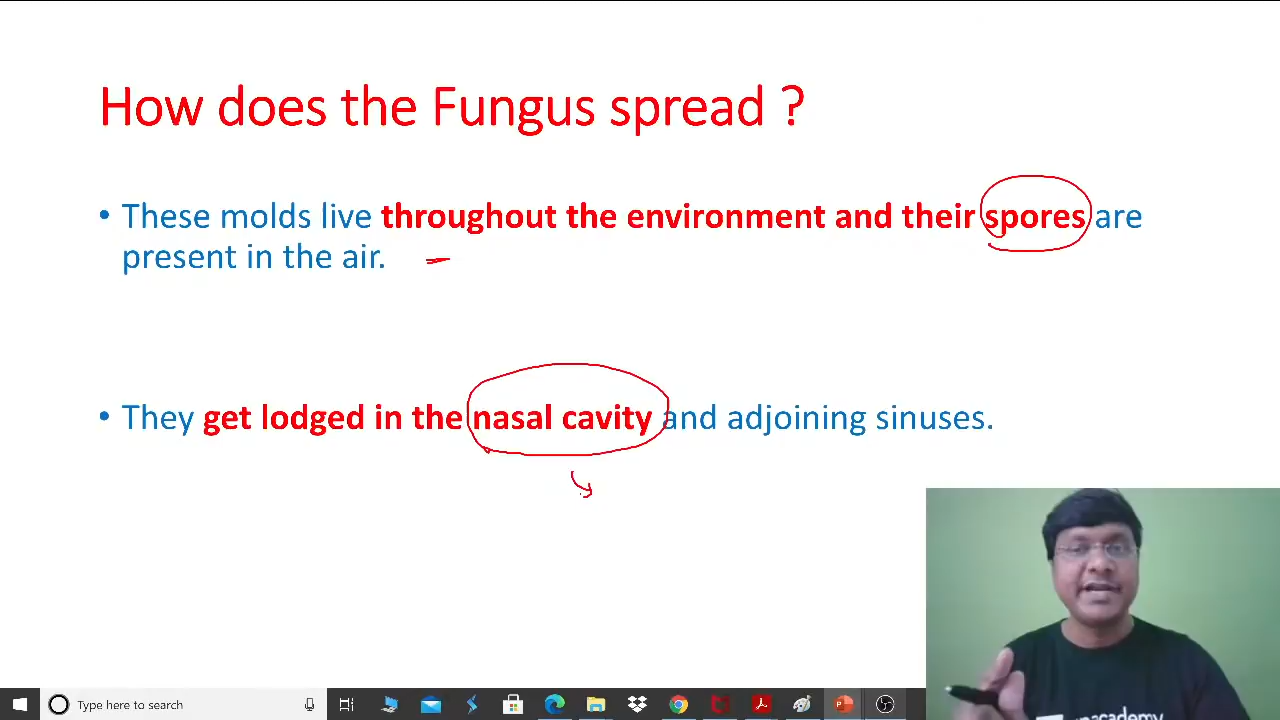 How does the Fungus spread ?
• These molds live throughout the environment and their spores are
present in the air.
• They get lodged in the nasal cavity and adjoining sinuses.
Type here to search